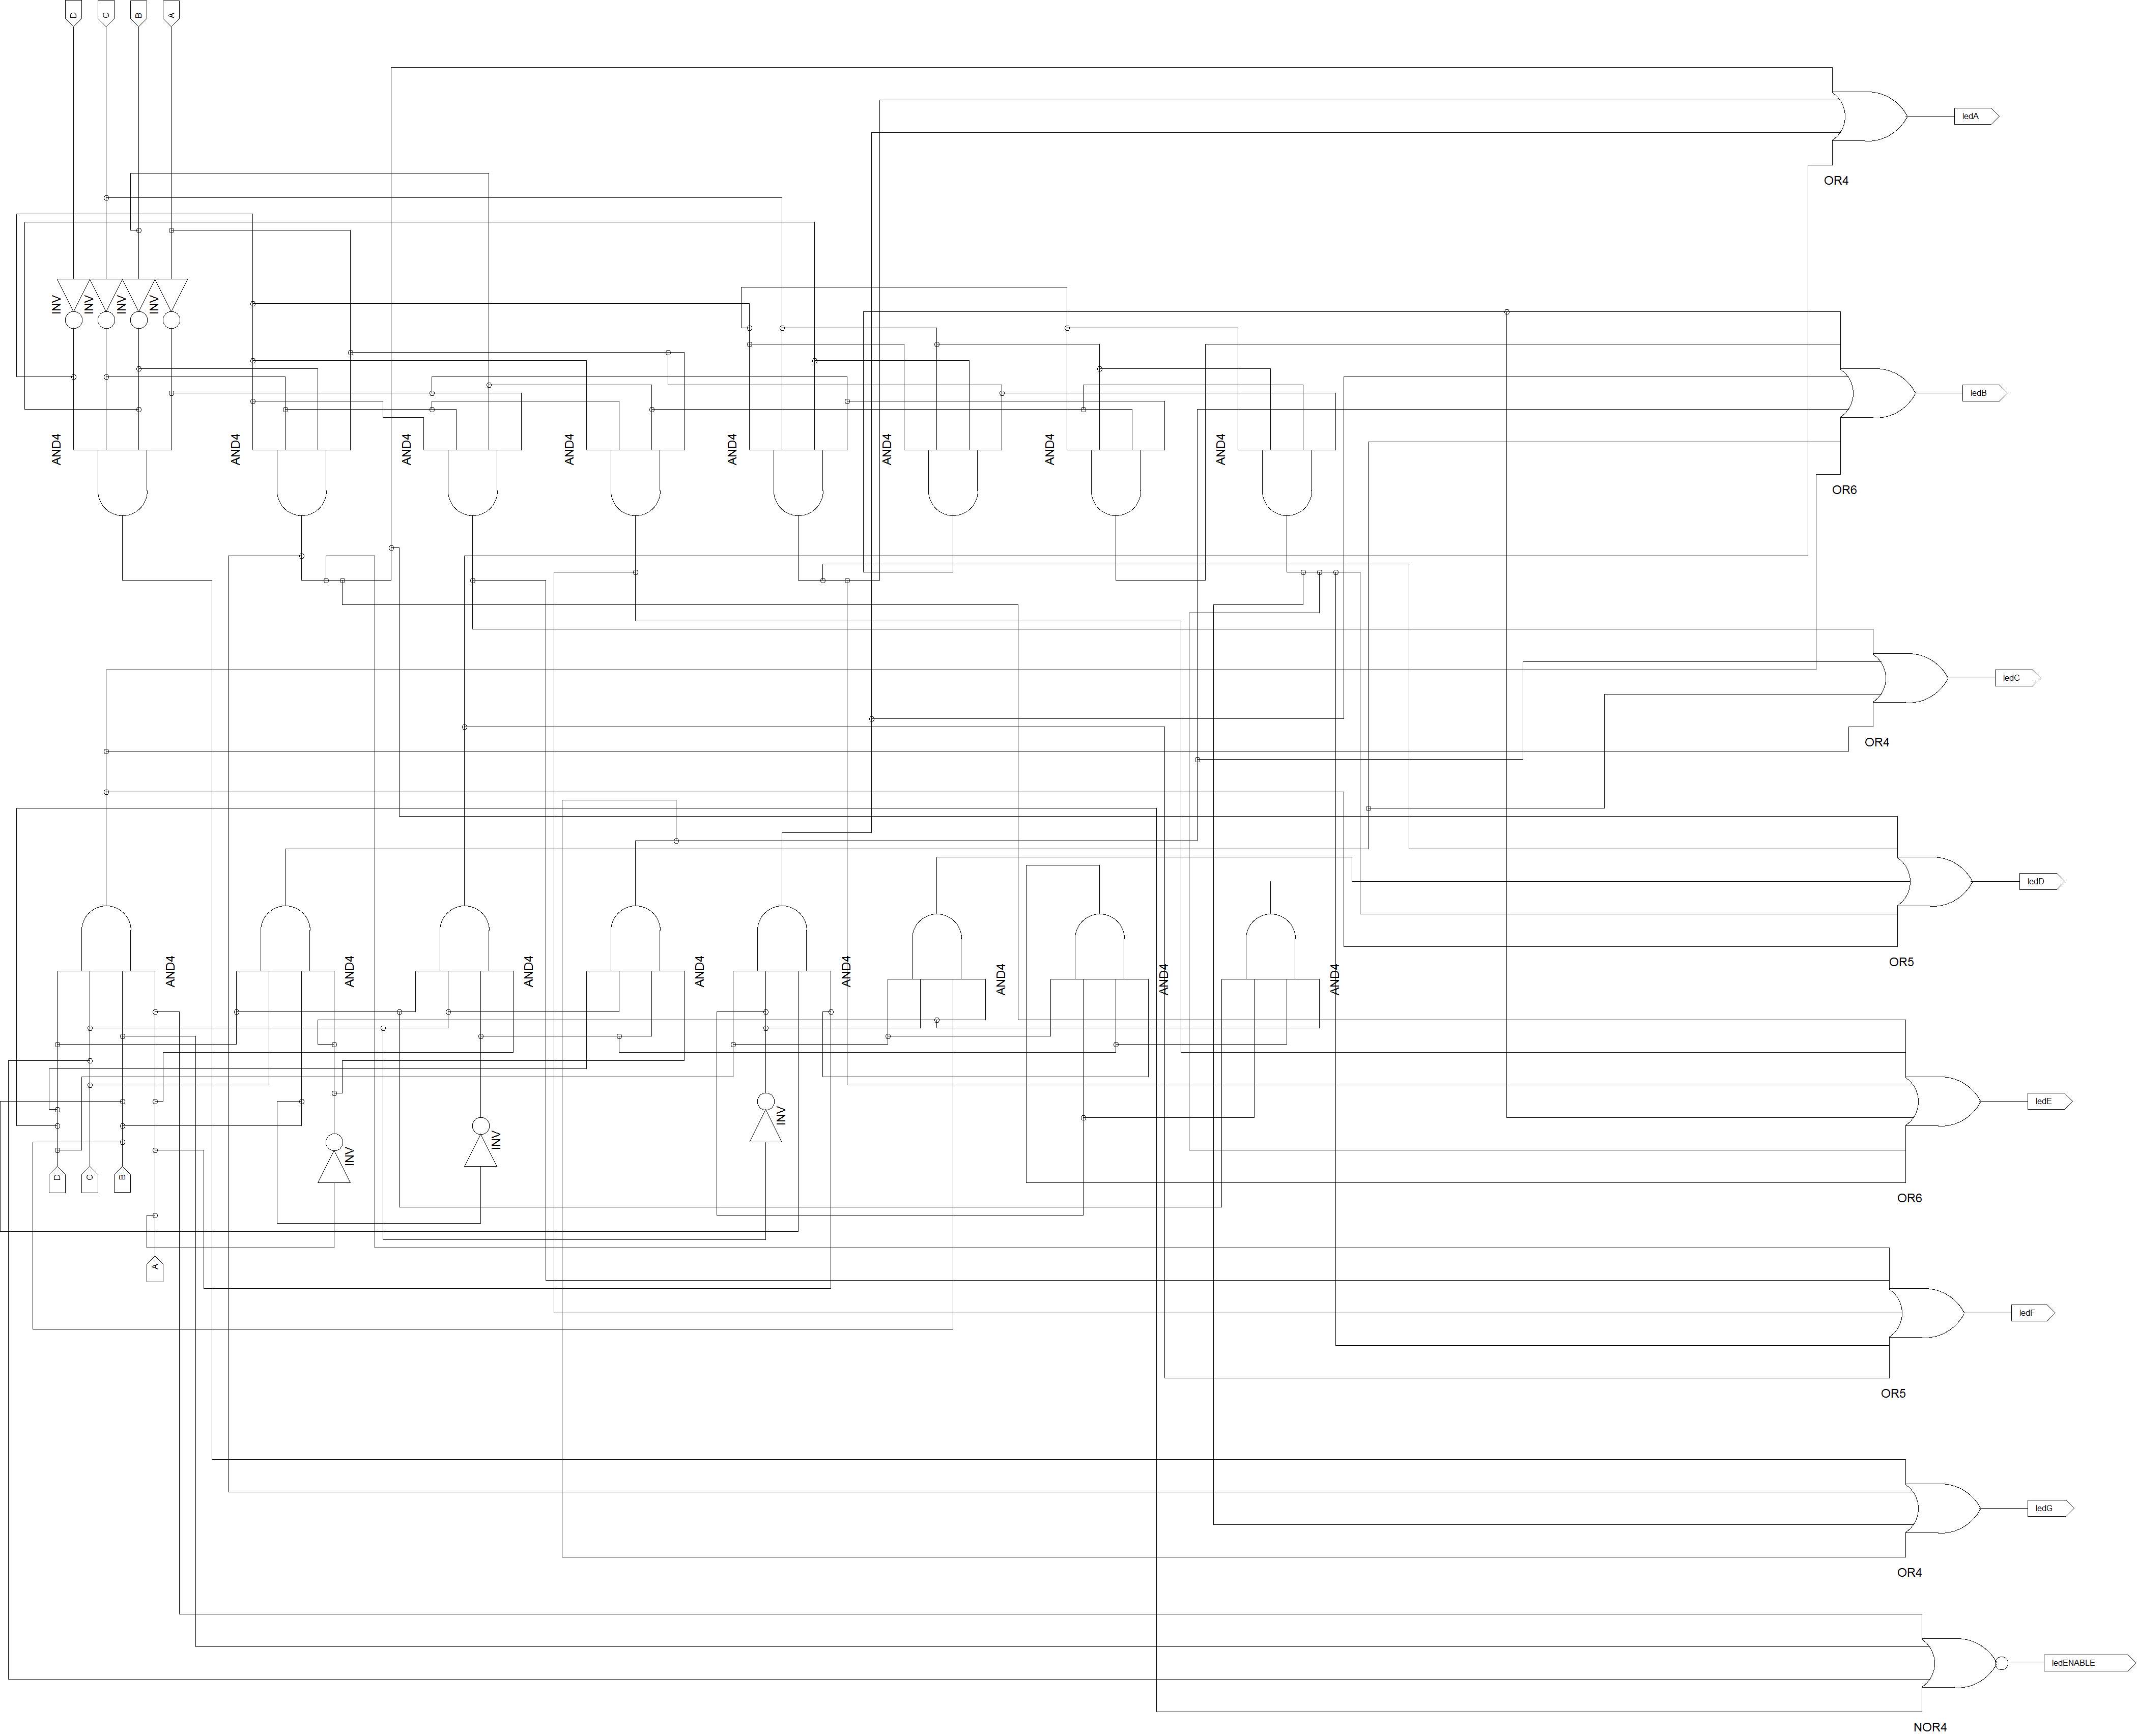 D
C
B
A
ledA
OR4
INV
INV
INV
INV
ledB
AND4
AND4
AND4
AND4
AND4
AND4
AND4
AND4
OR6
ledC
OR4
ledD
OR5
AND4
AND4
AND4
AND4
AND4
AND4
AND4
AND4
ledE
INV
INV
INV
D
C
B
OR6
A
ledF
OR5
ledG
OR4
ledENABLE
NOR4